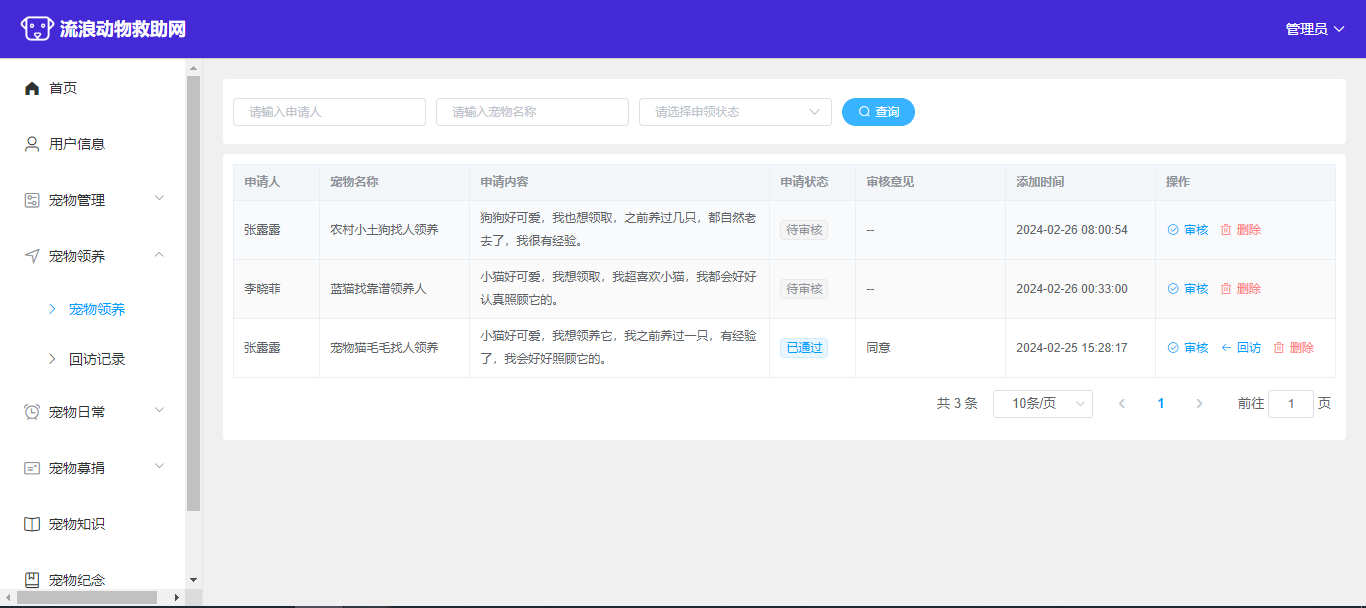 流浪动物救助网
管理员
首页
用户信息
宠物管理
宠物领养
宠物领养
回访记录
宠物日常
宠物募捐
宠物知识
宠物纪念
请输入申请人
请输入宠物名称
请选择申领状态
查询
申请人 宠物名称 申请内容 申请状态 审核意见 添加时间 操作
张露露 农村小土狗找人领养 狗狗好可爱，我也想领取，之前养过几只，都自然老
去了，我很有经验。
待审核 -- 2024-02-26 08:00:54 审核 删除
李晓菲 蓝猫找靠谱领养人 小猫好可爱，我想领取，我超喜欢小猫，我都会好好
认真照顾它的。
待审核 -- 2024-02-26 00:33:00 审核 删除
张露露 宠物猫毛毛找人领养 小猫好可爱，我想领养它，我之前养过一只，有经验
了，我会好好照顾它的。
已通过 同意 2024-02-25 15:28:17 审核 回访 删除
共 3 条 10条/页 1 前往 1 页